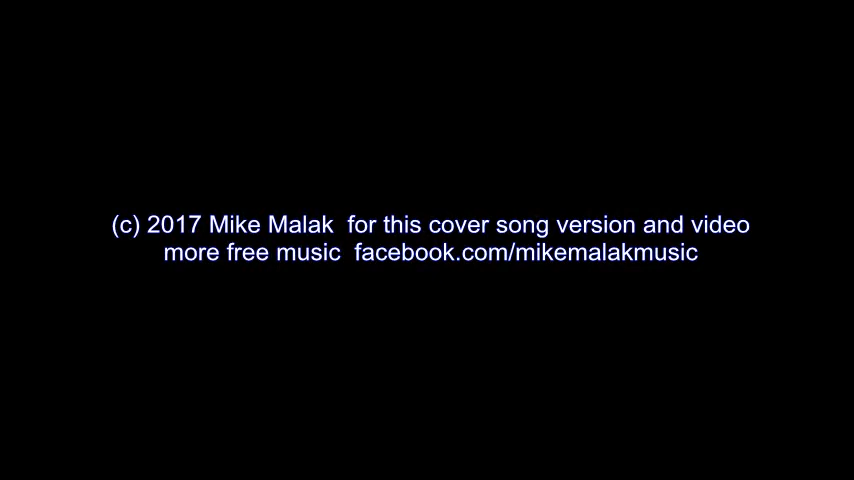 (c) 2017 Mike Malak  for this cover song version and video
more free music  facebook.com/mikemalakmusic